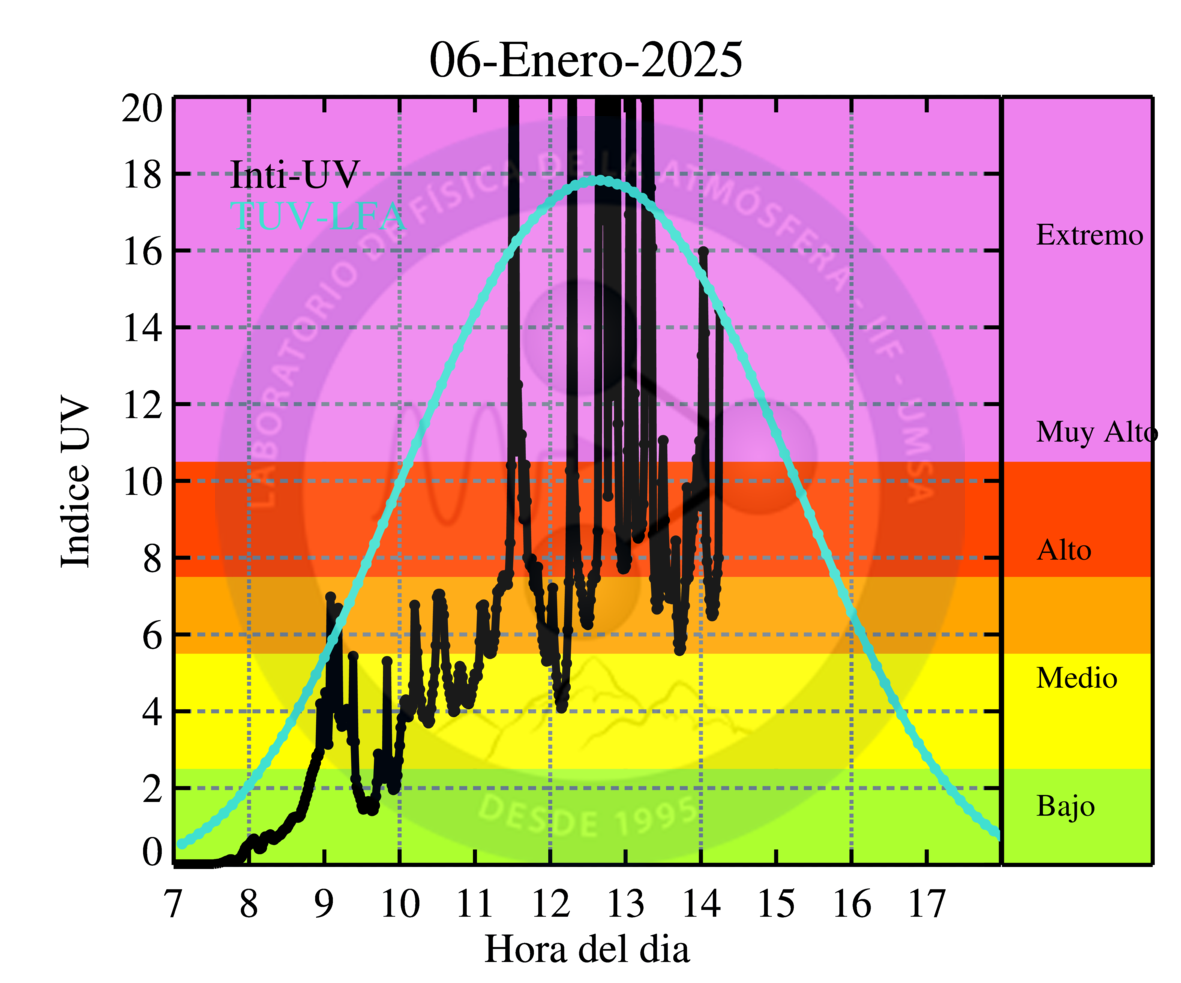 06-Enero-2025
20
18
16
14
12
10
8
6
4
2
0
Indice UV
Inti-UV
TUV-LFA
LABORATORIO DE FÍSICA DE LA ATMÓSFERA - IIF - UMSA
DESDE 1995
Extremo
Muy Alto
Alto
Medio
Bajo
7 8 9 10 11 12 13 14 15 16 17
Hora del dia